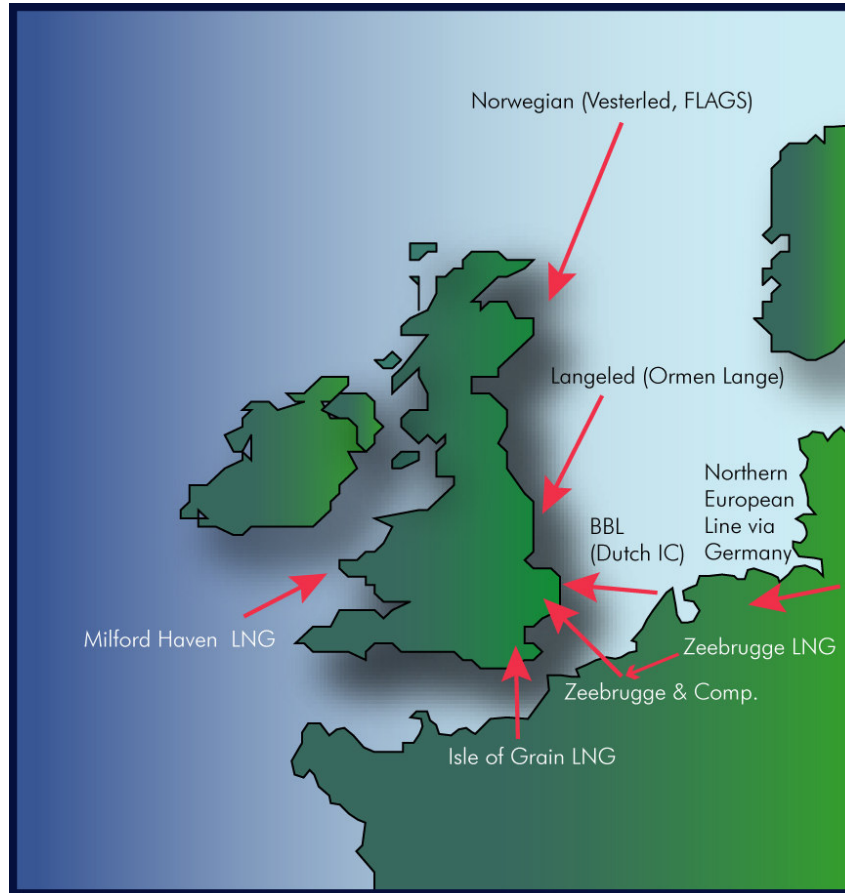 Norwegian (Vesterled, FLAGS)
Langeled (Ormen Lange)
Northern
European
Line via
Germany
BBL
(Dutch IC)
Milford Haven LNG
Zeebrugge LNG
Zeebrugge & Comp.
Isle of Grain LNG